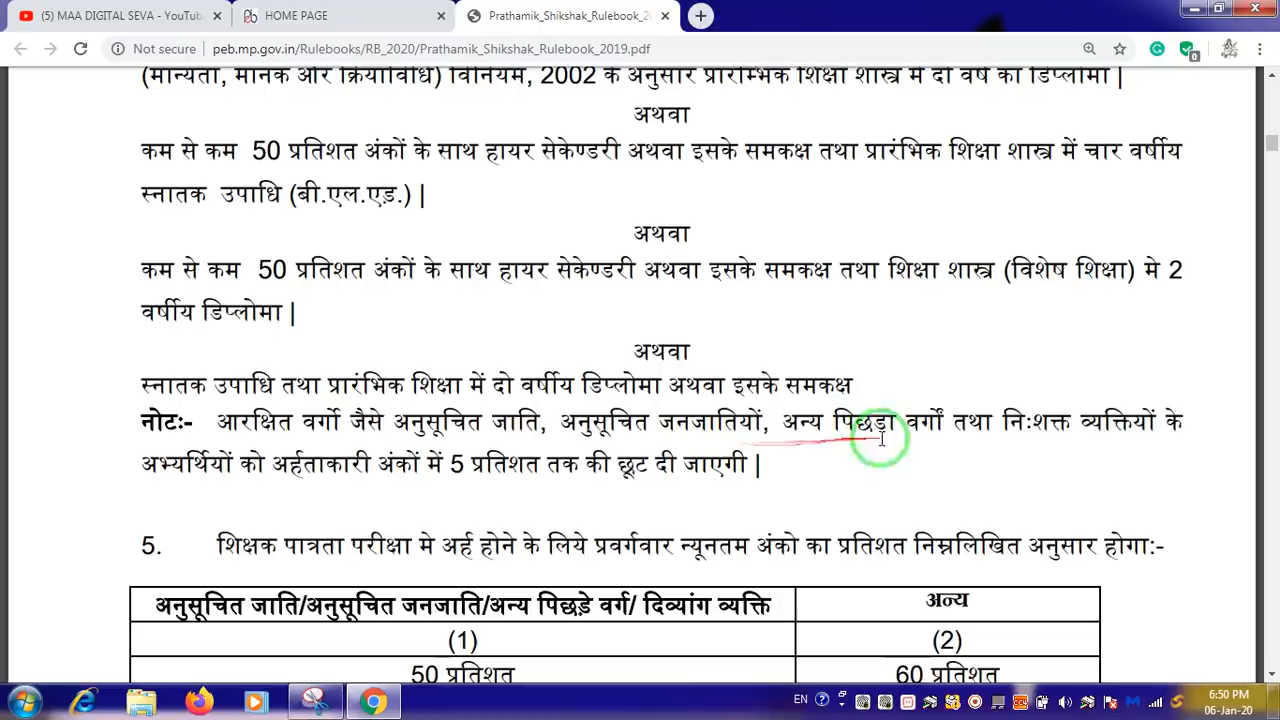 (5) MAA DIGITAL SEVA - YouTub
HOME PAGE
Prathamik_Shikshak_Rulebook_2
Not secure | peb.mp.gov.in/Rulebooks/RB_2020/Prathamik_Shikshak_Rulebook_2019.pdf
(मान्यता, मानक और क्रियाविधि) विनियम, 2002 के अनुसार प्रारम्भिक शिक्षा शास्त्र में दो वर्ष का डिप्लोमा |
अथवा
कम से कम 50 प्रतिशत अंकों के साथ हायर सेकेण्डरी अथवा इसके समकक्ष तथा प्रारंभिक शिक्षा शास्त्र में चार वर्षीय
स्नातक उपाधि (बी.एल.एड़.) |
अथवा
कम से कम 50 प्रतिशत अंकों के साथ हायर सेकेण्डरी अथवा इसके समकक्ष तथा शिक्षा शास्त्र (विशेष शिक्षा) मे 2
वर्षीय डिप्लोमा |
अथवा
स्नातक उपाधि तथा प्रारंभिक शिक्षा में दो वर्षीय डिप्लोमा अथवा इसके समकक्ष
नोटः- आरक्षित वर्गो जैसे अनुसूचित जाति, अनुसूचित जनजातियों, अन्य पिछड़ा वर्गों तथा निःशक्त व्यक्तियों के
अभ्यर्थियों को अर्हताकारी अंकों में 5 प्रतिशत तक की छूट दी जाएगी |
5. शिक्षक पात्रता परीक्षा मे अर्ह होने के लिये प्रवर्गवार न्यूनतम अंको का प्रतिशत निम्नलिखित अनुसार होगा:-
अनुसूचित जाति/अनुसूचित जनजाति/अन्य पिछड़े वर्ग/ दिव्यांग व्यक्ति अन्य
(1) (2)
50 प्रतिशत 60 प्रतिशत
EN
6:50 PM
06-Jan-20